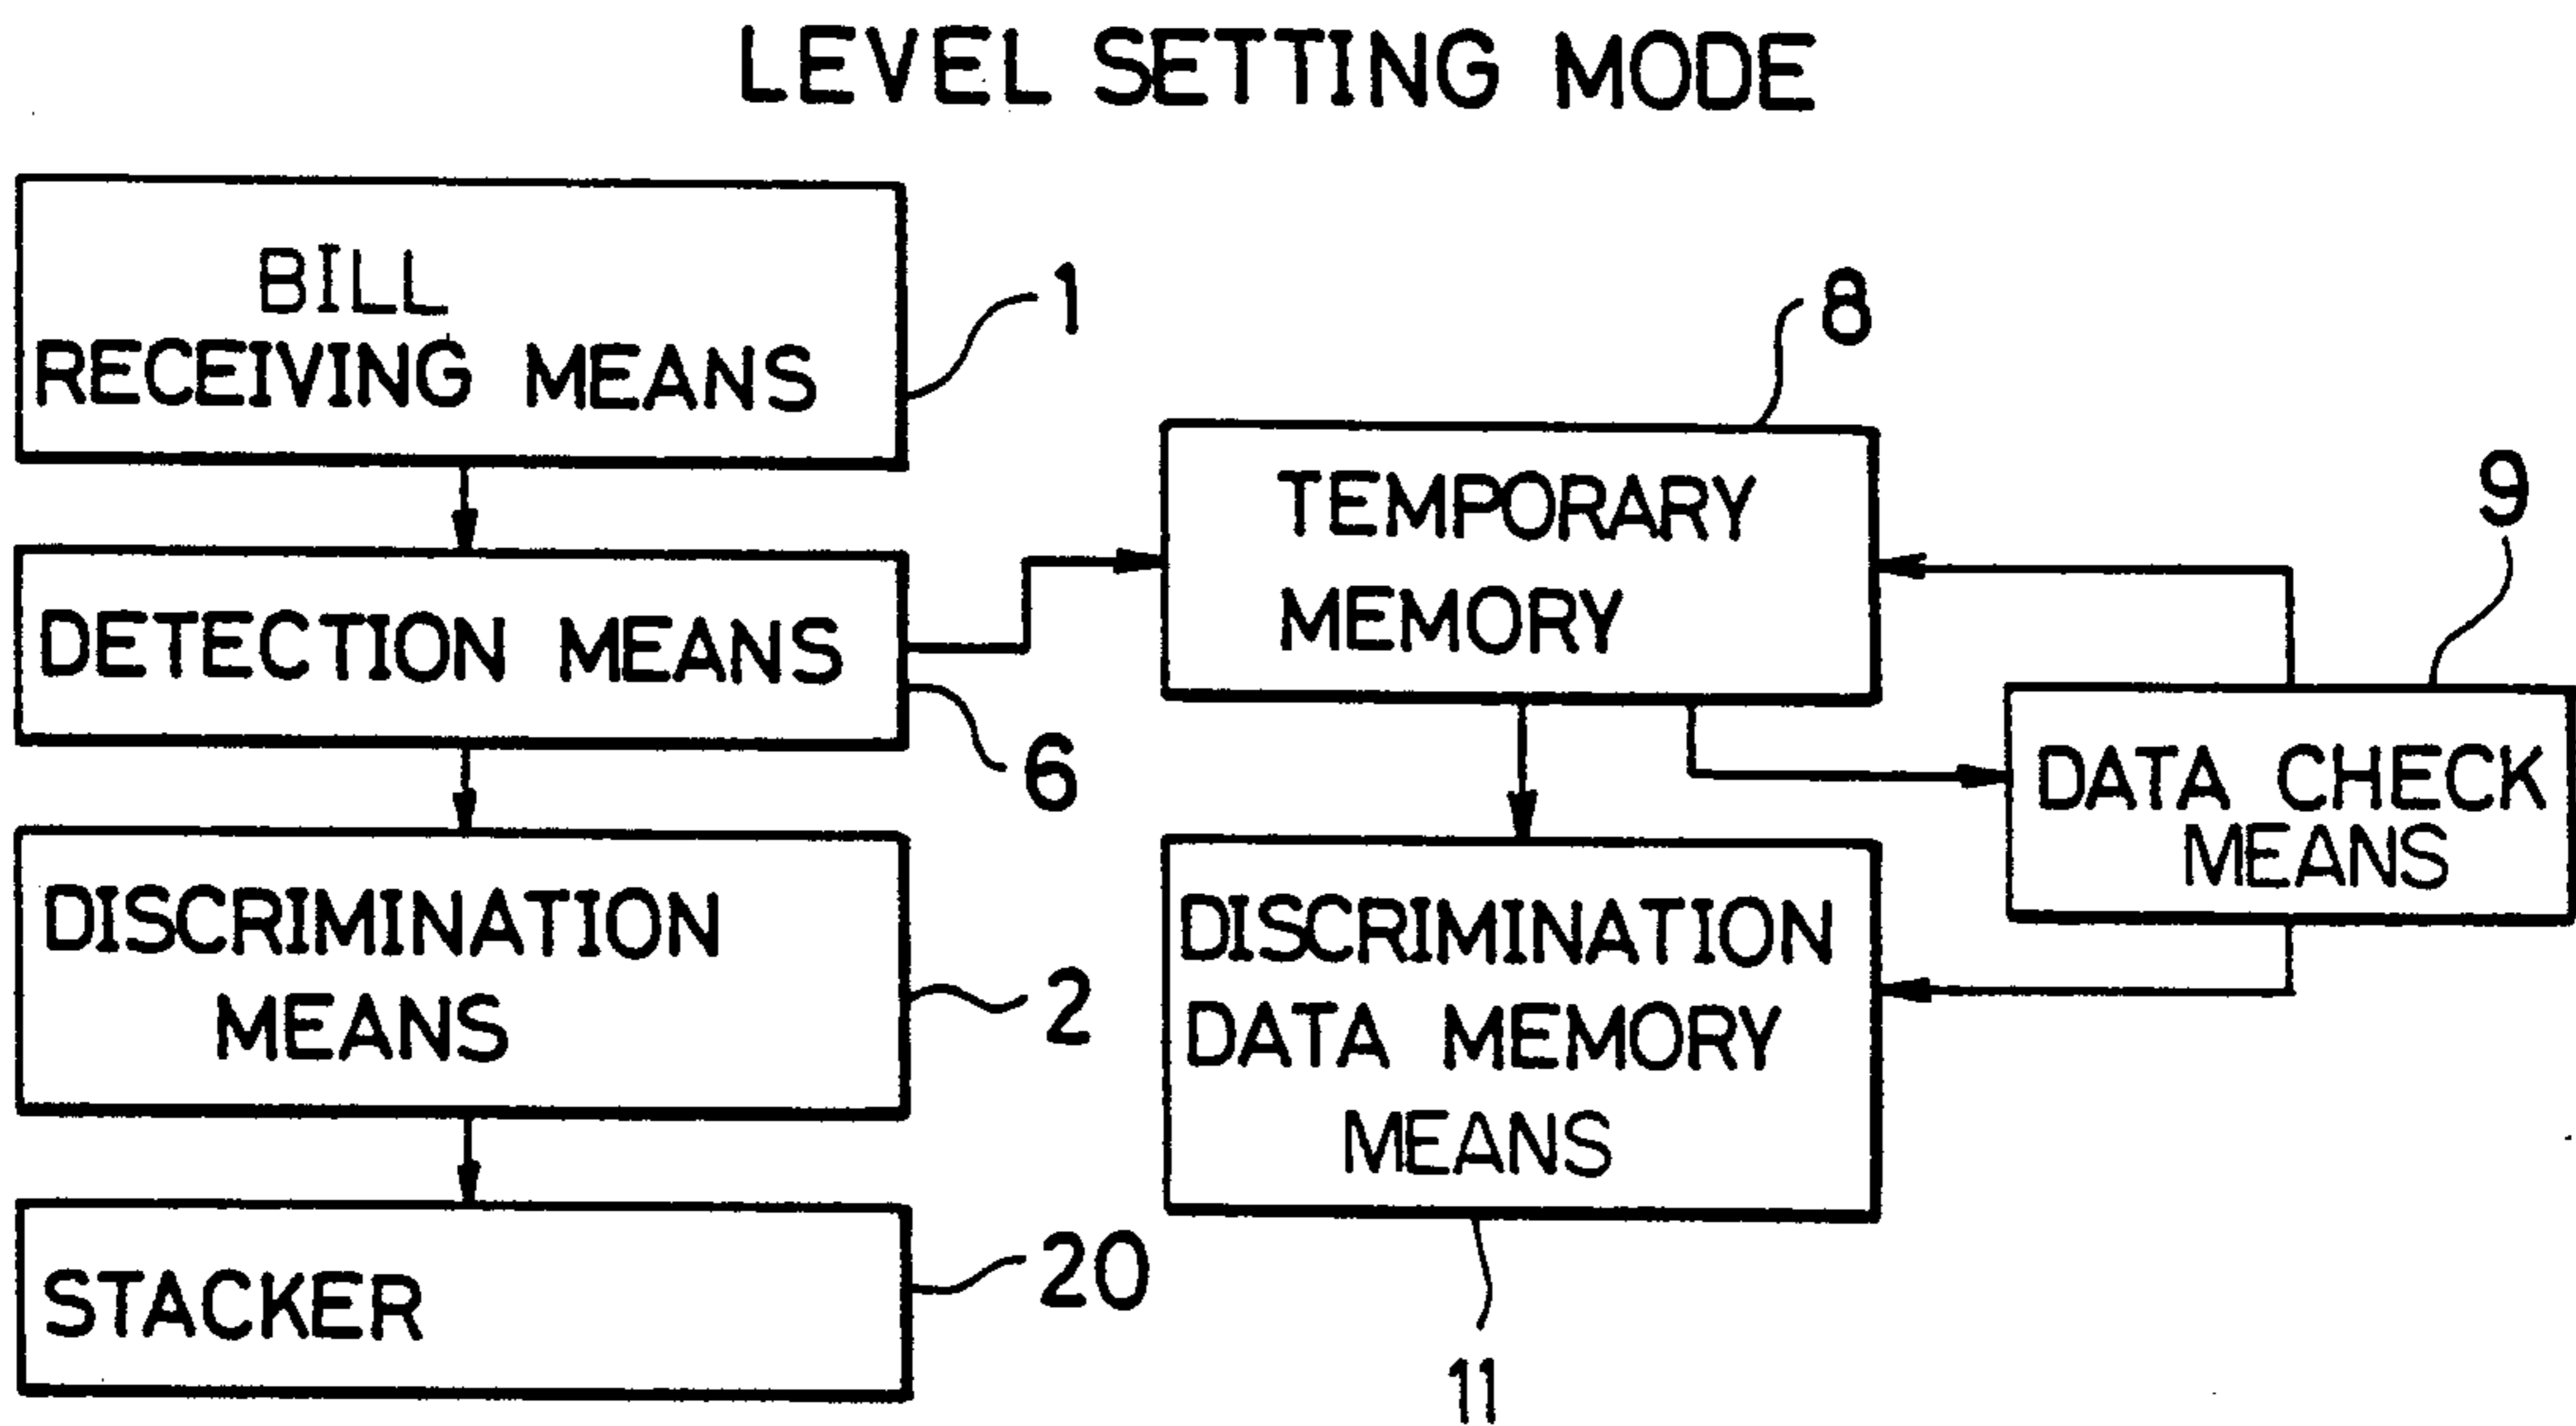 LEVEL SETTING MODE
BILL
RECEIVING MEANS
1
DETECTION MEANS
6
DISCRIMINATION
MEANS
2
STACKER
20
TEMPORARY
MEMORY
8
DATA CHECK
MEANS
9
DISCRIMINATION
DATA MEMORY
MEANS
11